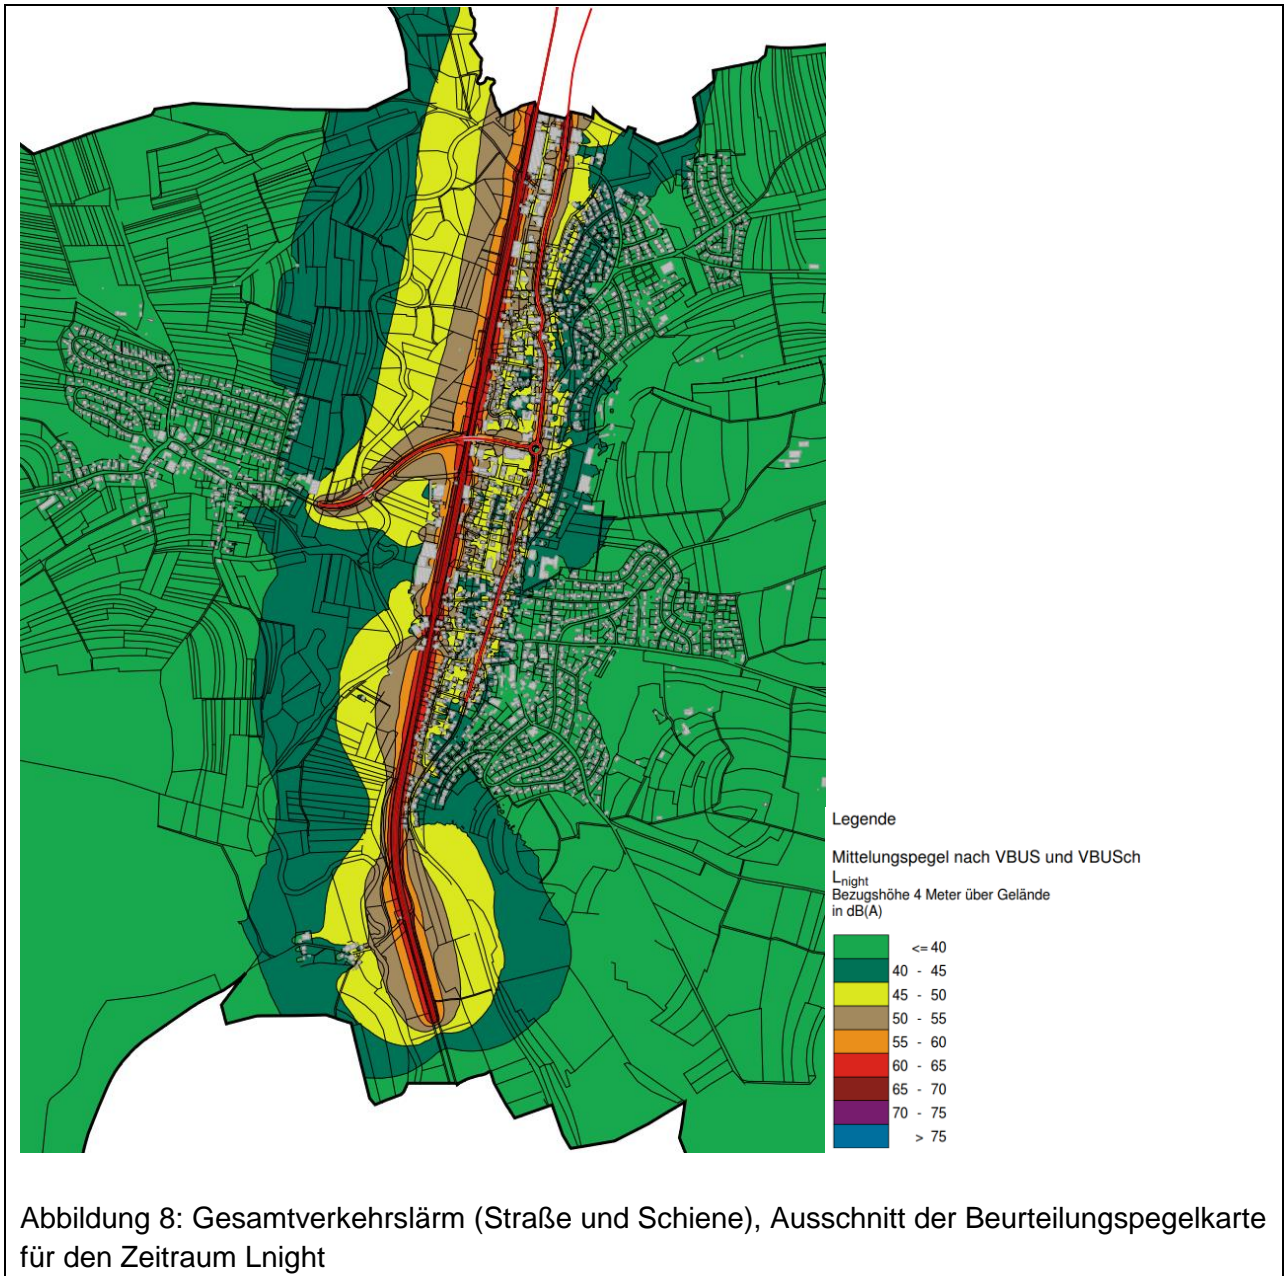 Legende
Mittelungspegel nach VBUS und VBUSch
Lnight
Bezugshöhe 4 Meter über Gelände
in dB(A)
<= 40
40 - 45
45 - 50
50 - 55
55 - 60
60 - 65
65 - 70
70 - 75
> 75
Abbildung 8: Gesamtverkehrslärm (Straße und Schiene), Ausschnitt der Beurteilungspegelkarte
für den Zeitraum Lnight